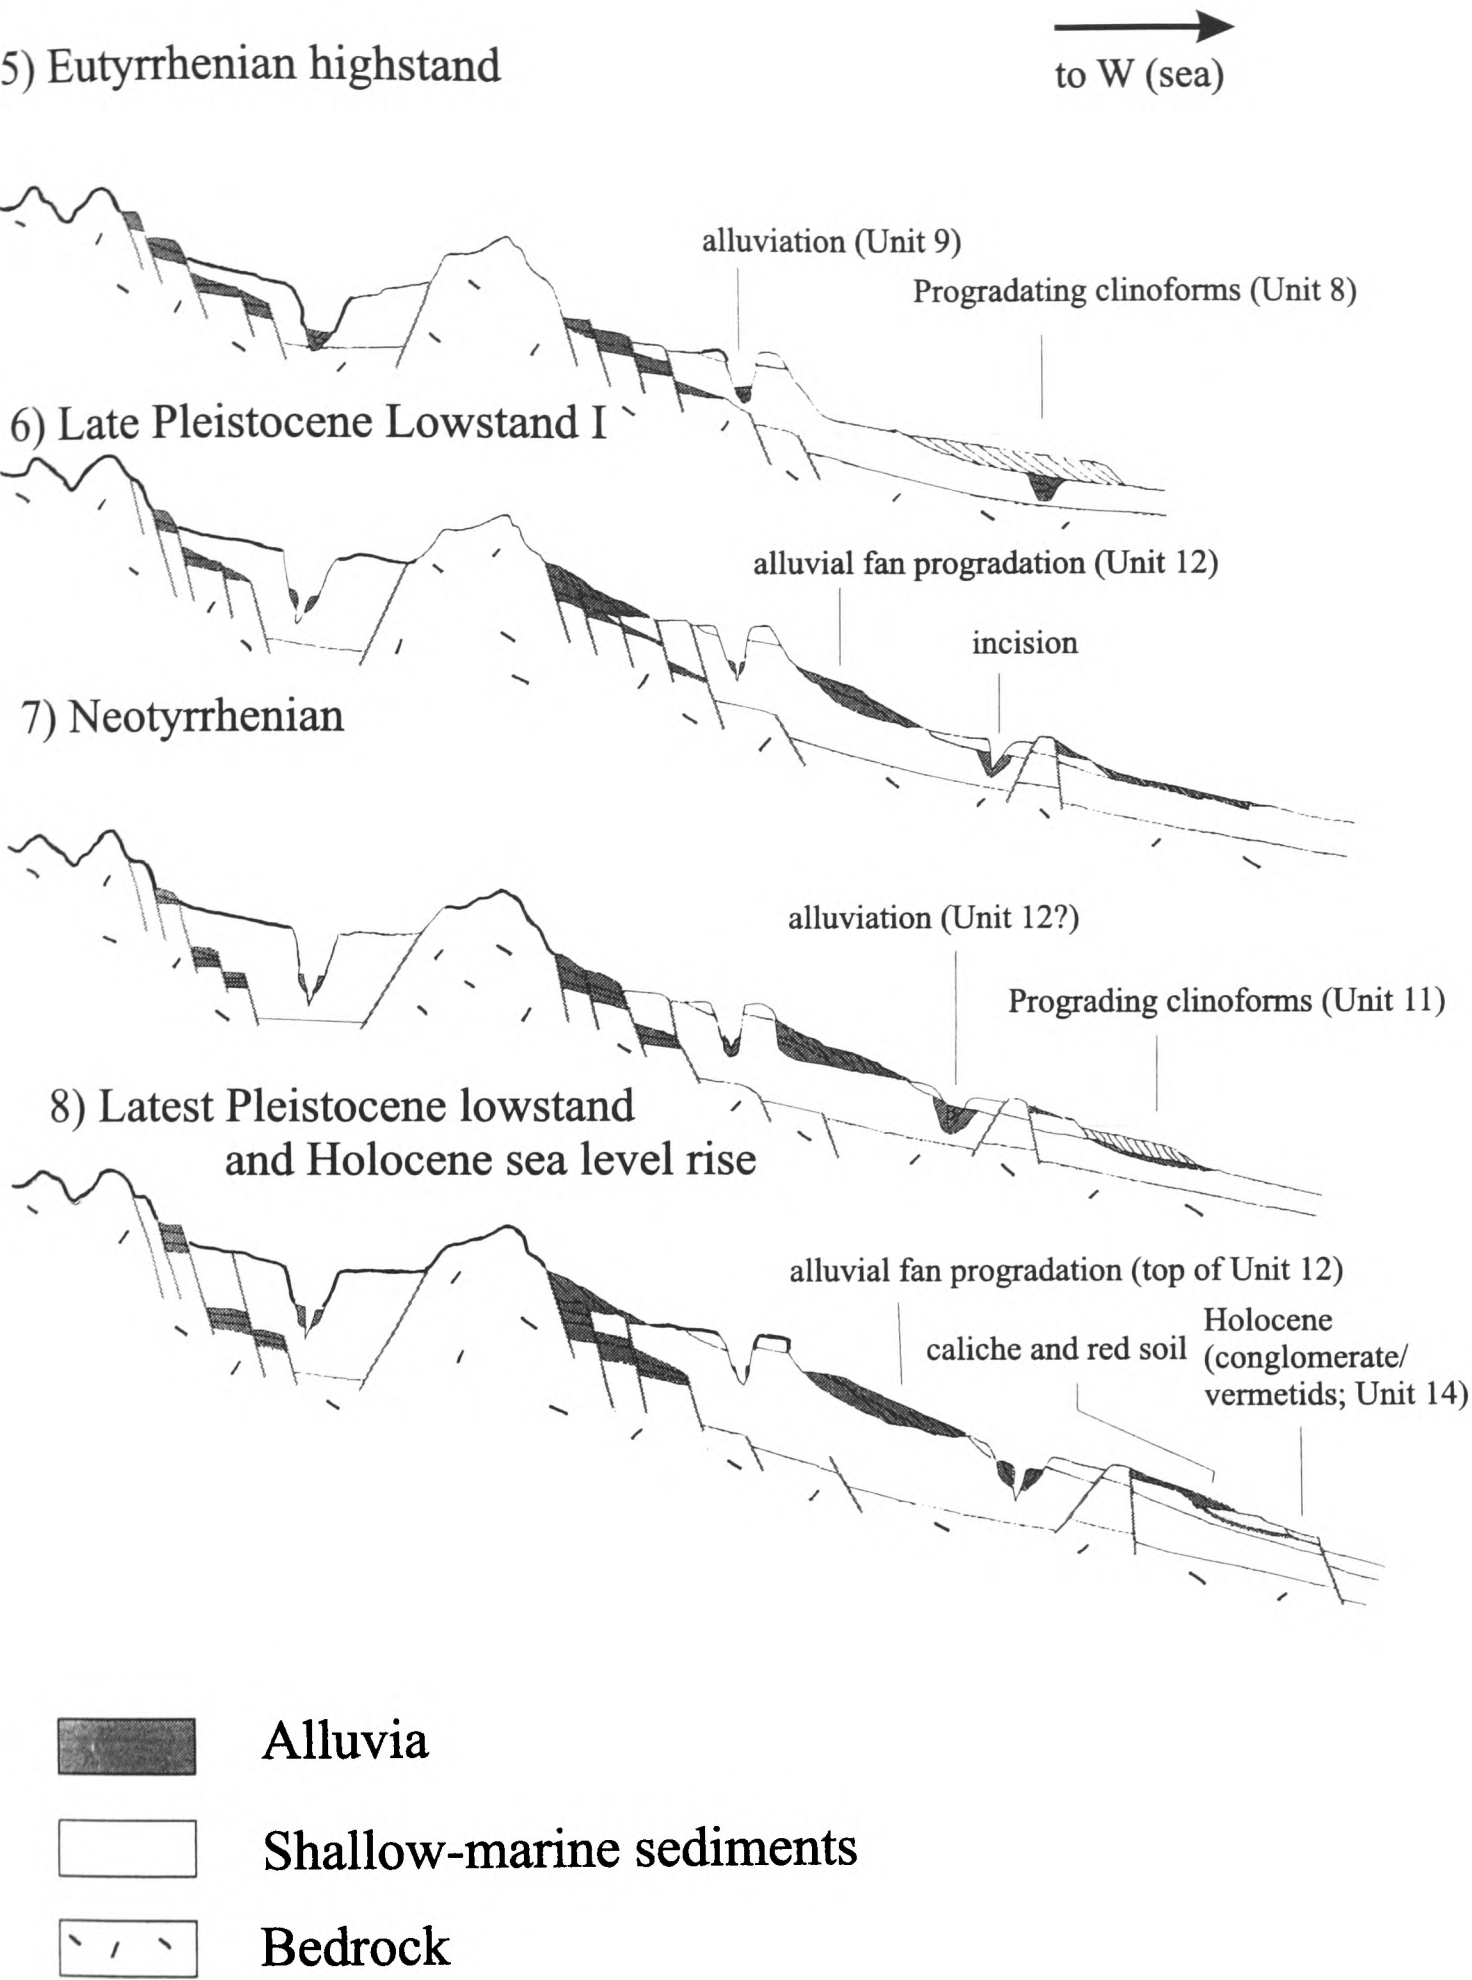 5) Eutyrrhenian highstand
to W (sea)
alluviation (Unit 9)
Progradating clinoforms (Unit 8)
6) Late Pleistocene Lowstand I
alluvial fan progradation (Unit 12)
incision
7) Neotyrrhenian
alluviation (Unit 12?)
Prograding clinoforms (Unit 11)
8) Latest Pleistocene lowstand
and Holocene sea level rise
alluvial fan progradation (top of Unit 12)
caliche and red soil
Holocene
(conglomerate/
vermetids; Unit 14)
Alluvia
Shallow-marine sediments
Bedrock